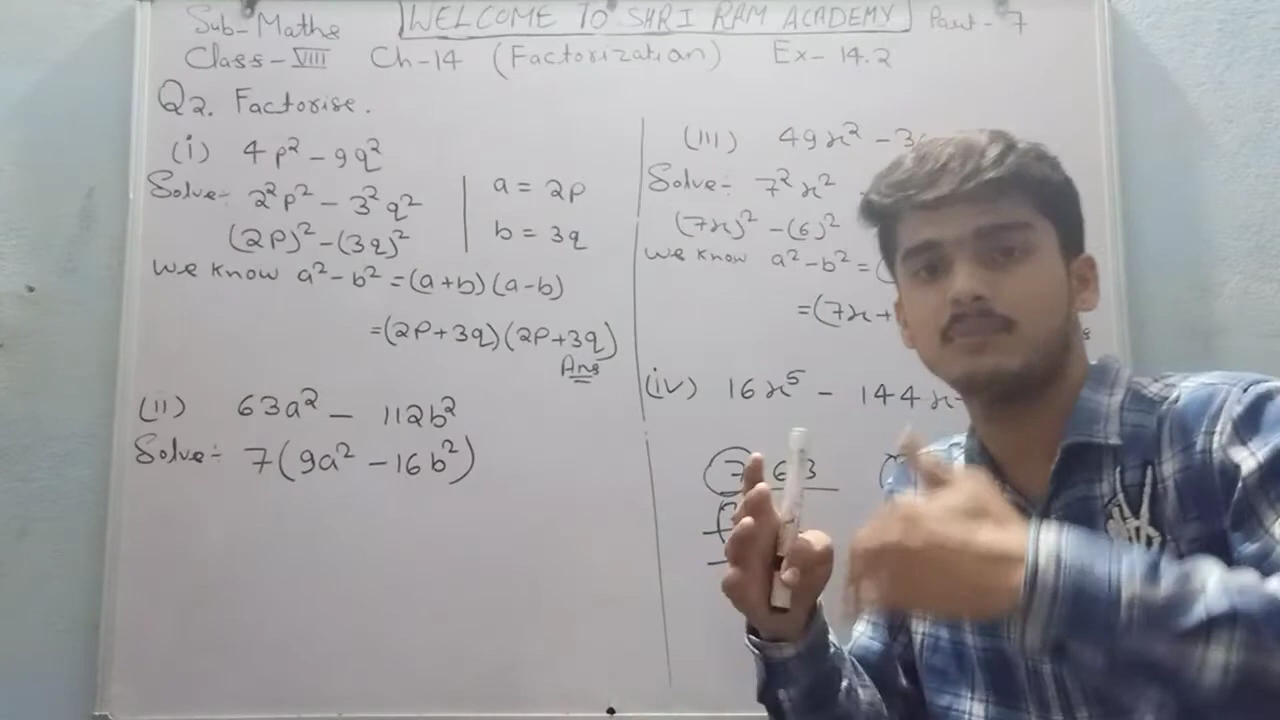 Sub-Maths WELCOME TO SHRI RAM ACADEMY Part-7
Class-VIII Ch-14 (Factorization) Ex-14.2
Q2. Factorise.
(i) 4p² - 9q²
Solve:- 2²p² - 3²q²
(2P)² - (3q)²
a = 2p
b = 3q
We know a² - b² = (a+b)(a-b)
=(2P+3q)(2P+3q)
Ans
(ii) 63a² - 112b²
Solve:- 7(9a² - 16b²)
(iii) 49x² - 3
Solve- 7²x²
(7x)² - (6)²
We know a² - b² =
=(7x+
(iv) 16x⁵ - 144x
7 63